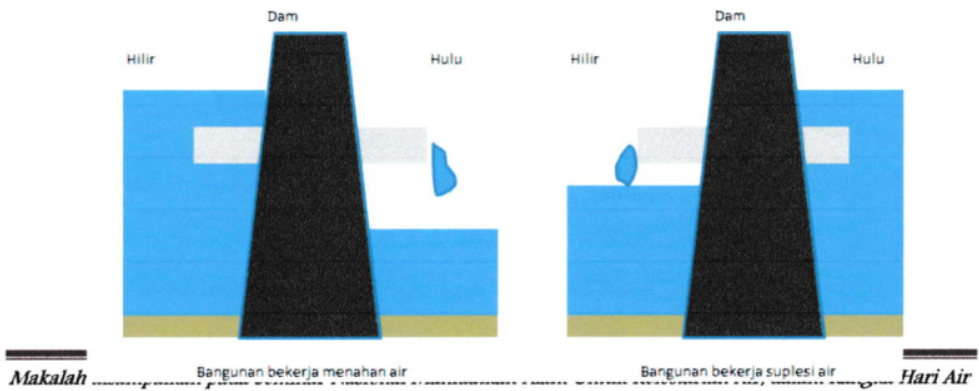 Dam
Dam
Hilir
Hulu
Hilir
Hulu
Bangunan bekerja menahan air
Bangunan bekerja suplesi air
Makalah Hari Air